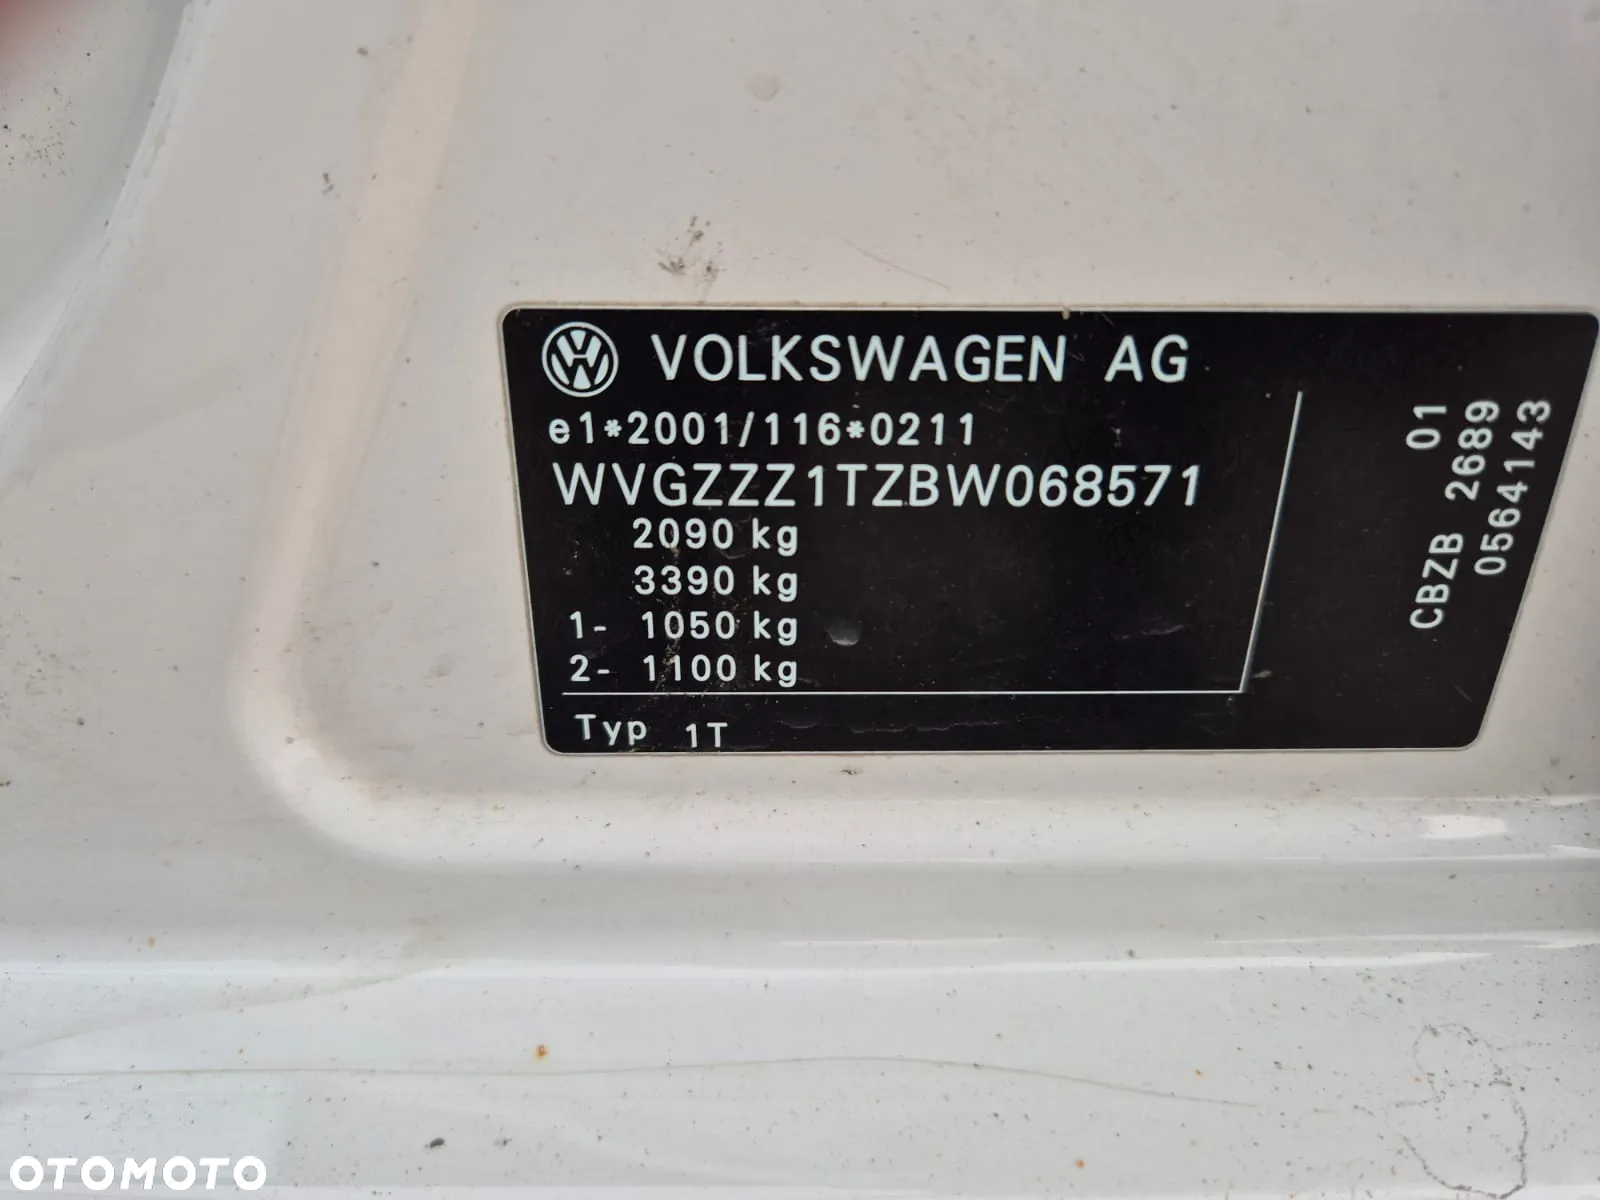 VOLKSWAGEN AG
e1*2001/116*0211
WVGZZZ1TZBW068571
2090 kg
3390 kg
1- 1050 kg
2- 1100 kg
Typ 1T
01
CBZB 2689
0564143
OTOMOTO